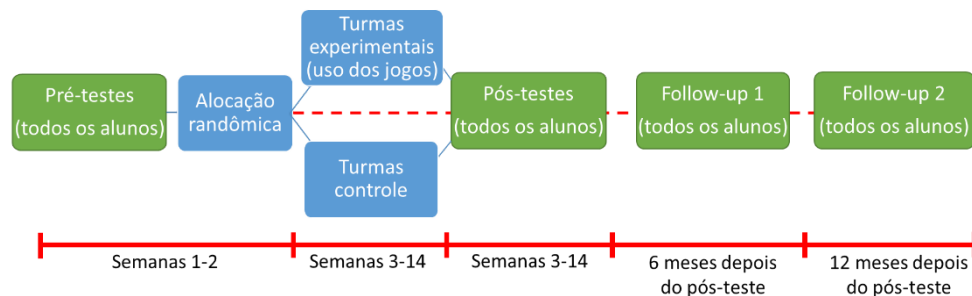 Pré-testes
(todos os alunos)
Alocação
randômica
Turmas
experimentais
(uso dos jogos)
Turmas
controle
Pós-testes
(todos os alunos)
Follow-up 1
(todos os alunos)
Follow-up 2
(todos os alunos)
Semanas 1-2
Semanas 3-14
Semanas 3-14
6 meses depois
do pós-teste
12 meses depois
do pós-teste